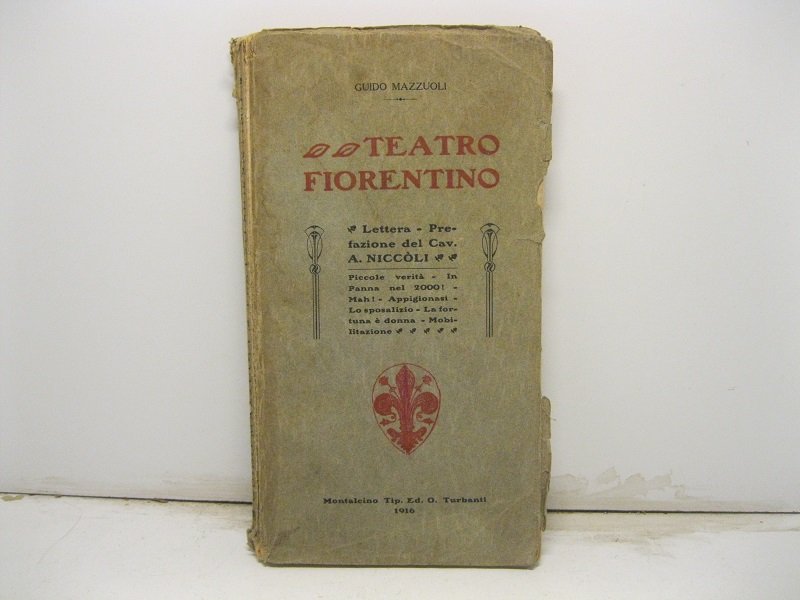 GUIDO MAZZUOLI
TEATRO
FIORENTINO
Lettera - Pre-
fazione del Cav.
A. NICCÒLI
Piccole verità - In
Panna nel 2000! -
Mah! - Appigionasi -
Lo sposalizio - La for-
tuna è donna - Mobi-
litazione
Montalcino Tip. Ed. O. Turbanti
1916